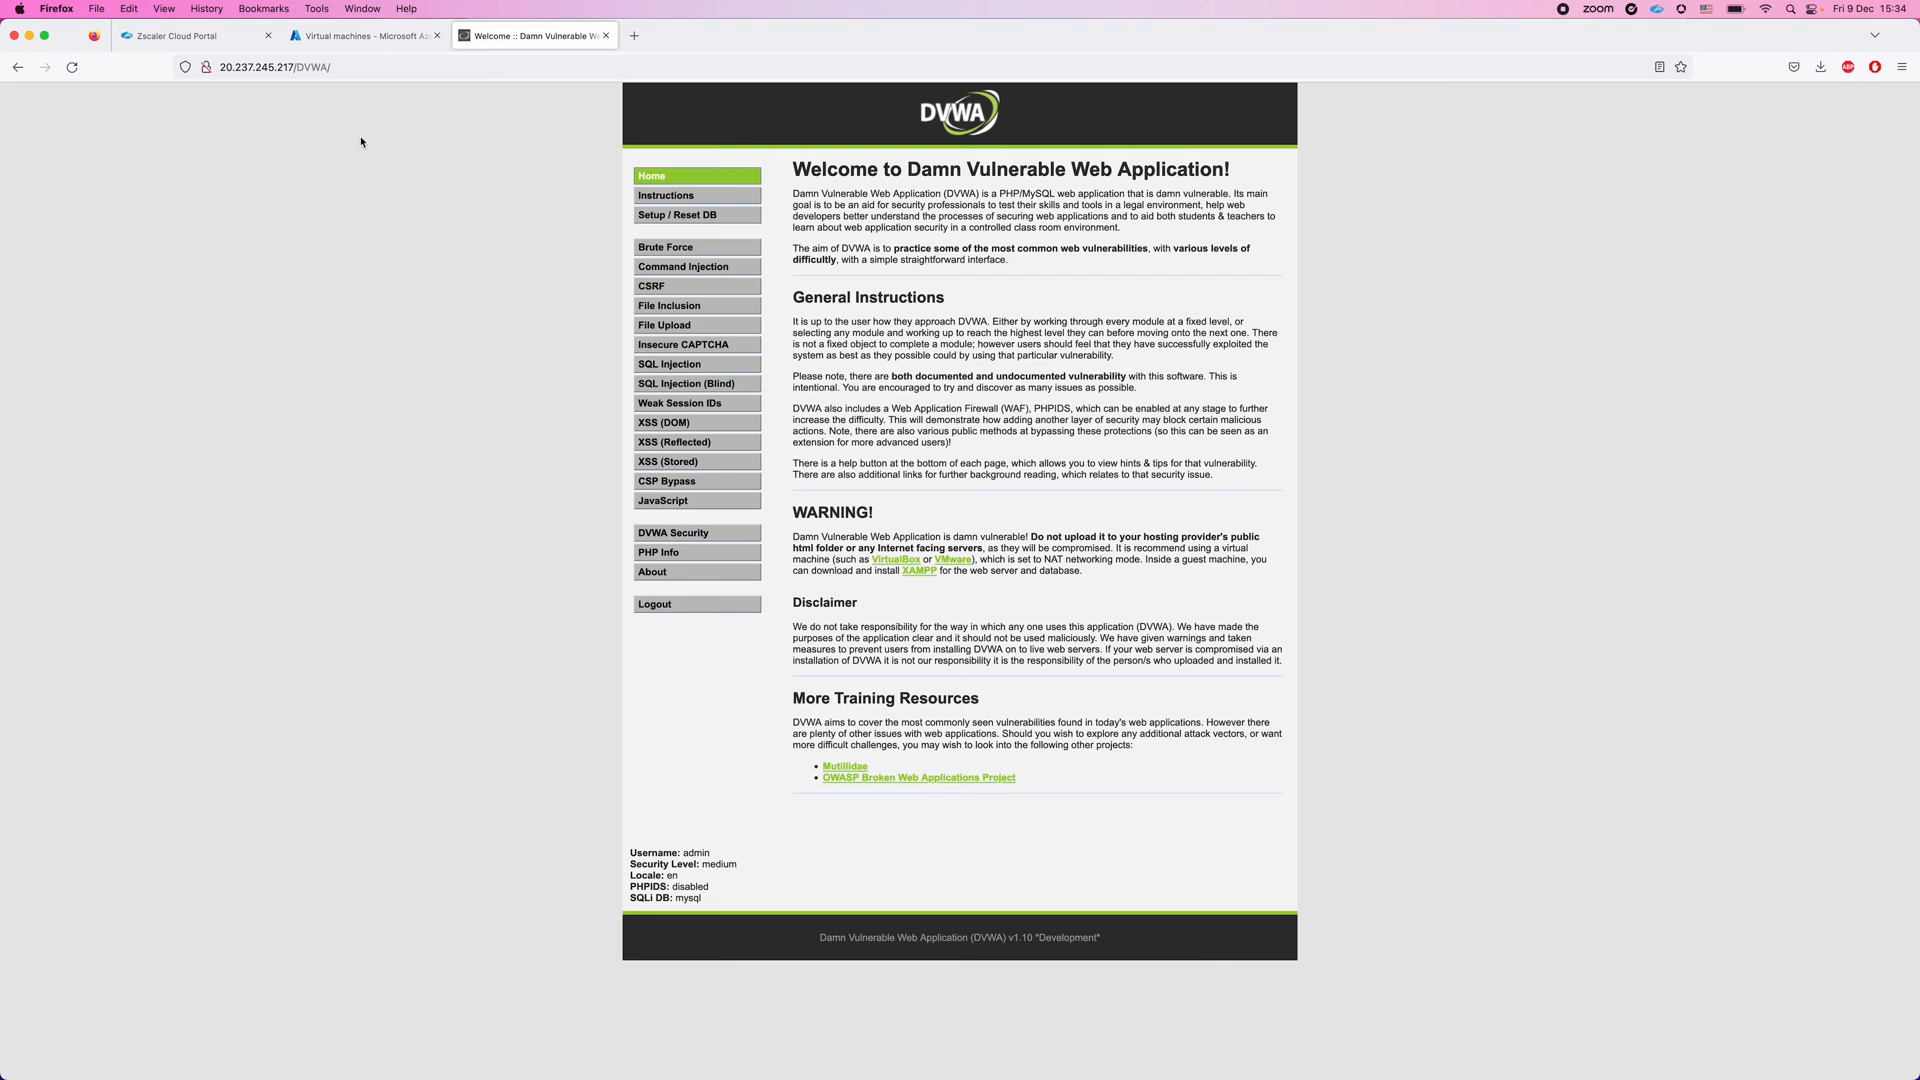 Firefox File Edit View History Bookmarks Tools Window Help zoom Fri 9 Dec 15:34
Zscaler Cloud Portal Virtual machines - Microsoft Az Welcome :: Damn Vulnerable We
20.237.245.217/DVWA/ ABP
DVWA
Home
Instructions
Setup / Reset DB
Brute Force
Command Injection
CSRF
File Inclusion
File Upload
Insecure CAPTCHA
SQL Injection
SQL Injection (Blind)
Weak Session IDs
XSS (DOM)
XSS (Reflected)
XSS (Stored)
CSP Bypass
JavaScript
DVWA Security
PHP Info
About
Logout
Welcome to Damn Vulnerable Web Application!
Damn Vulnerable Web Application (DVWA) is a PHP/MySQL web application that is damn vulnerable. Its main
goal is to be an aid for security professionals to test their skills and tools in a legal environment, help web
developers better understand the processes of securing web applications and to aid both students & teachers to
learn about web application security in a controlled class room environment.
The aim of DVWA is to practice some of the most common web vulnerabilities, with various levels of
difficultly, with a simple straightforward interface.
General Instructions
It is up to the user how they approach DVWA. Either by working through every module at a fixed level, or
selecting any module and working up to reach the highest level they can before moving onto the next one. There
is not a fixed object to complete a module; however users should feel that they have successfully exploited the
system as best as they possible could by using that particular vulnerability.
Please note, there are both documented and undocumented vulnerability with this software. This is
intentional. You are encouraged to try and discover as many issues as possible.
DVWA also includes a Web Application Firewall (WAF), PHPIDS, which can be enabled at any stage to further
increase the difficulty. This will demonstrate how adding another layer of security may block certain malicious
actions. Note, there are also various public methods at bypassing these protections (so this can be seen as an
extension for more advanced users)!
There is a help button at the bottom of each page, which allows you to view hints & tips for that vulnerability.
There are also additional links for further background reading, which relates to that security issue.
WARNING!
Damn Vulnerable Web Application is damn vulnerable! Do not upload it to your hosting provider's public
html folder or any Internet facing servers, as they will be compromised. It is recommend using a virtual
machine (such as VirtualBox or VMware), which is set to NAT networking mode. Inside a guest machine, you
can download and install XAMPP for the web server and database.
Disclaimer
We do not take responsibility for the way in which any one uses this application (DVWA). We have made the
purposes of the application clear and it should not be used maliciously. We have given warnings and taken
measures to prevent users from installing DVWA on to live web servers. If your web server is compromised via an
installation of DVWA it is not our responsibility it is the responsibility of the person/s who uploaded and installed it.
More Training Resources
DVWA aims to cover the most commonly seen vulnerabilities found in today's web applications. However there
are plenty of other issues with web applications. Should you wish to explore any additional attack vectors, or want
more difficult challenges, you may wish to look into the following other projects:
• Mutillidae
• OWASP Broken Web Applications Project
Username: admin
Security Level: medium
Locale: en
PHPIDS: disabled
SQLi DB: mysql
Damn Vulnerable Web Application (DVWA) v1.10 *Development*